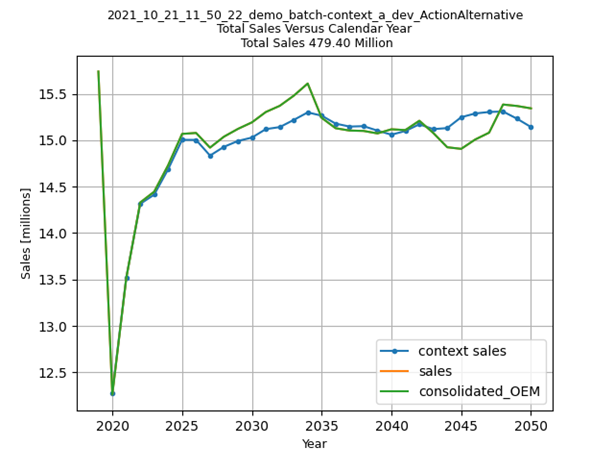 2021_10_21_11_50_22_demo_batch-context_a_dev_ActionAlternative
Total Sales Versus Calendar Year
Total Sales 479.40 Million
Sales [millions]
15.5
15.0
14.5
14.0
13.5
13.0
12.5
context sales
sales
consolidated_OEM
2020 2025 2030 2035 2040 2045 2050
Year